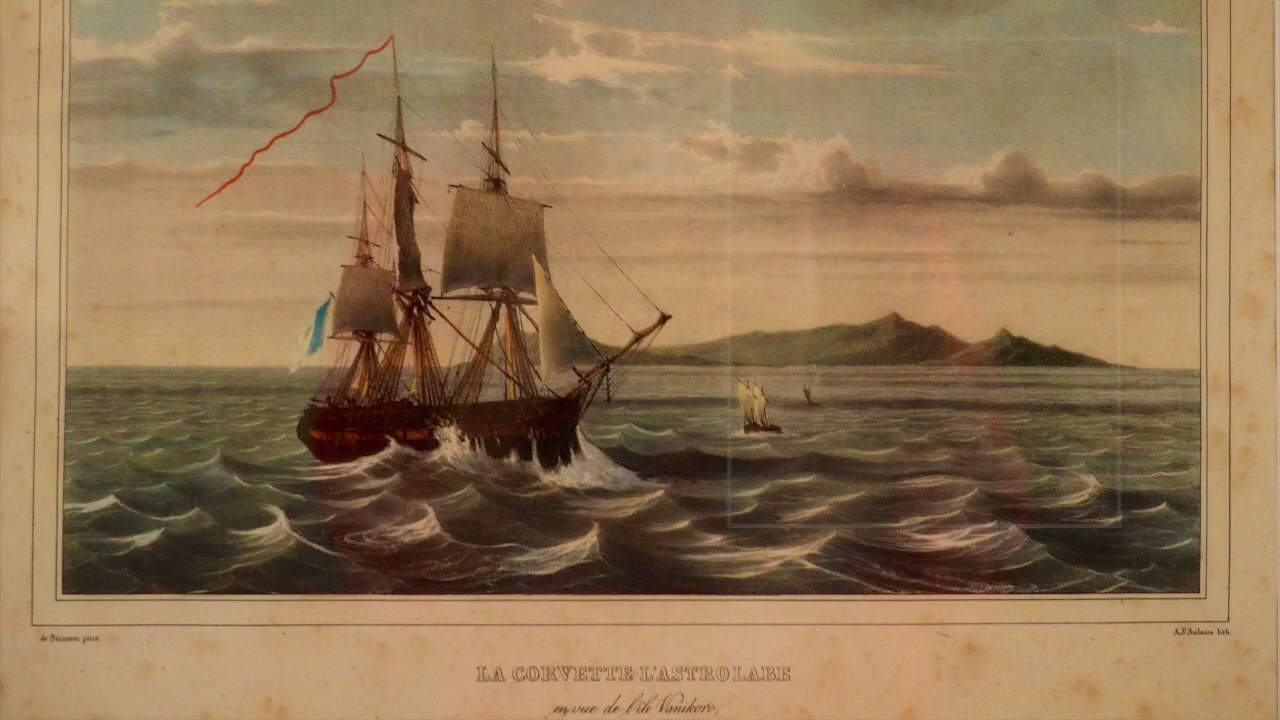 de Sainson pinx.
A. St. Aulaire lith.
LA CORVETTE L'ASTROLABE
en vue de l'île Vanikoro,